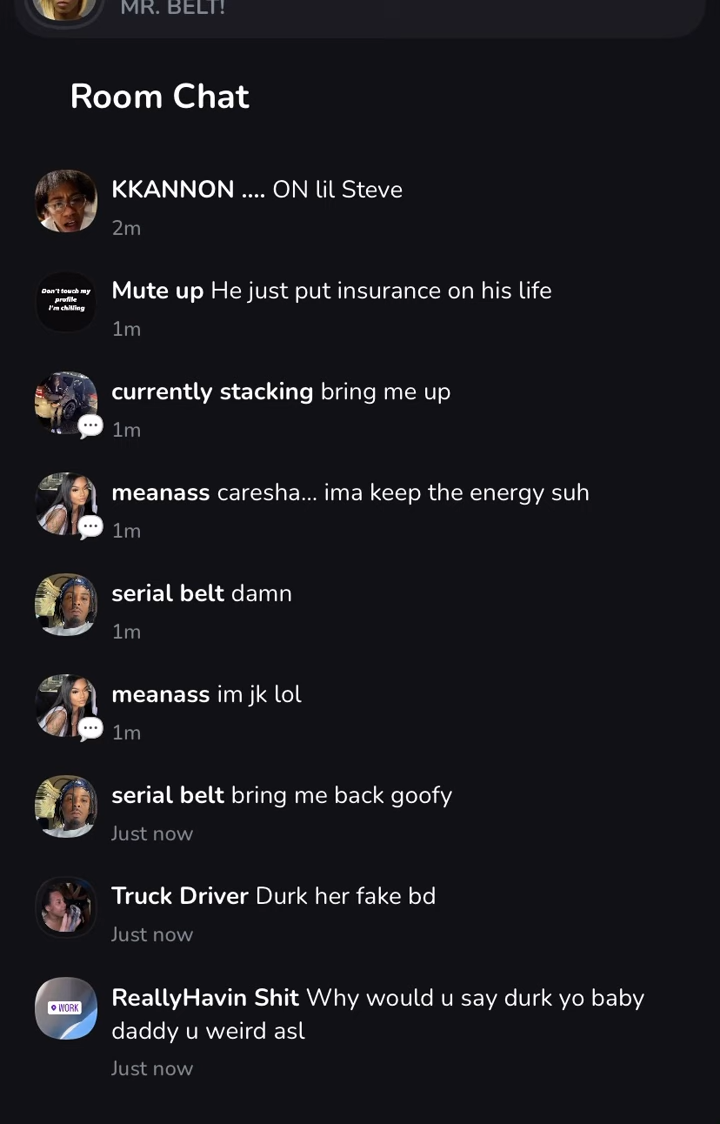 MR. BELT!
Room Chat
KKANNON .... ON lil Steve
2m
Don't touch my
profile
I'm chilling
Mute up He just put insurance on his life
1m
currently stacking bring me up
1m
meanass caresha... ima keep the energy suh
1m
serial belt damn
1m
meanass im jk lol
1m
serial belt bring me back goofy
Just now
Truck Driver Durk her fake bd
Just now
WORK
ReallyHavin Shit Why would u say durk yo baby
daddy u weird asl
Just now